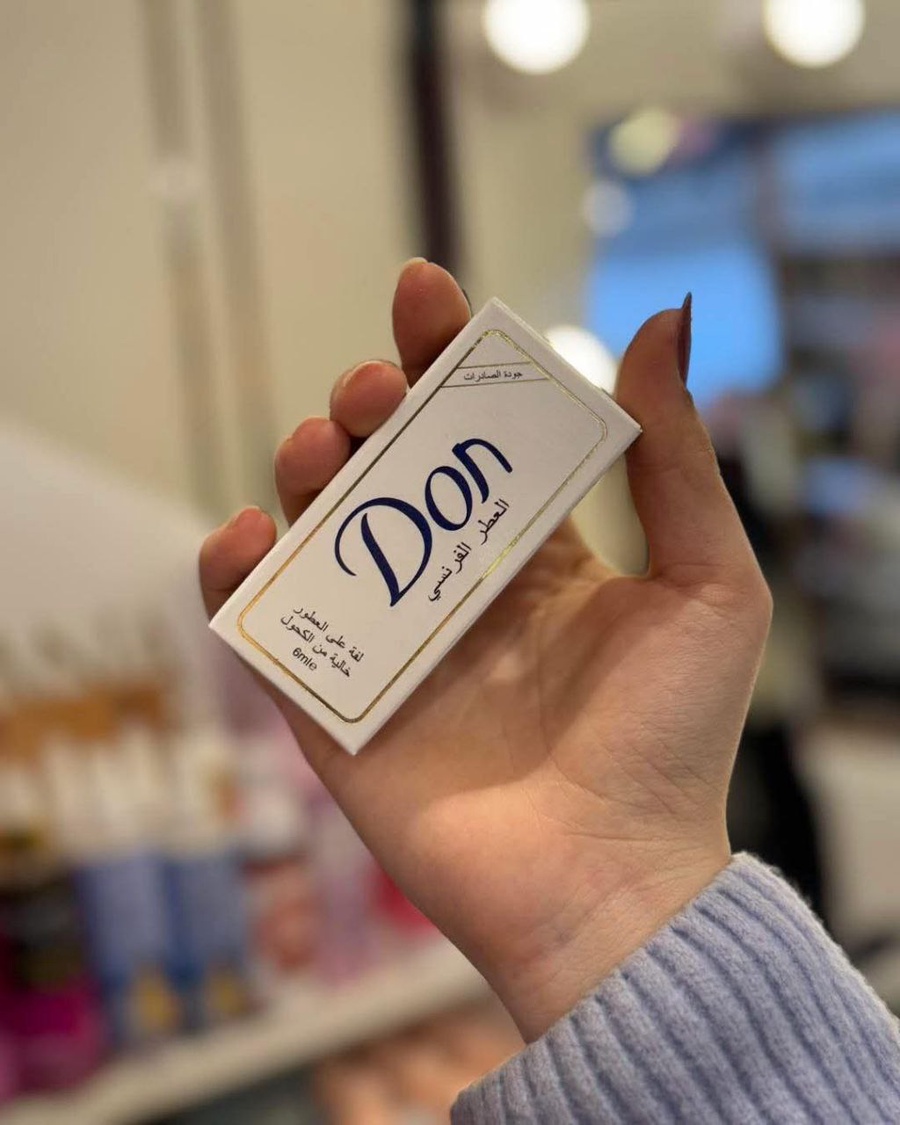 جودة الصادرات
Don
العطر الفرنسي
لفة على العطور
خالية من الكحول
6mle